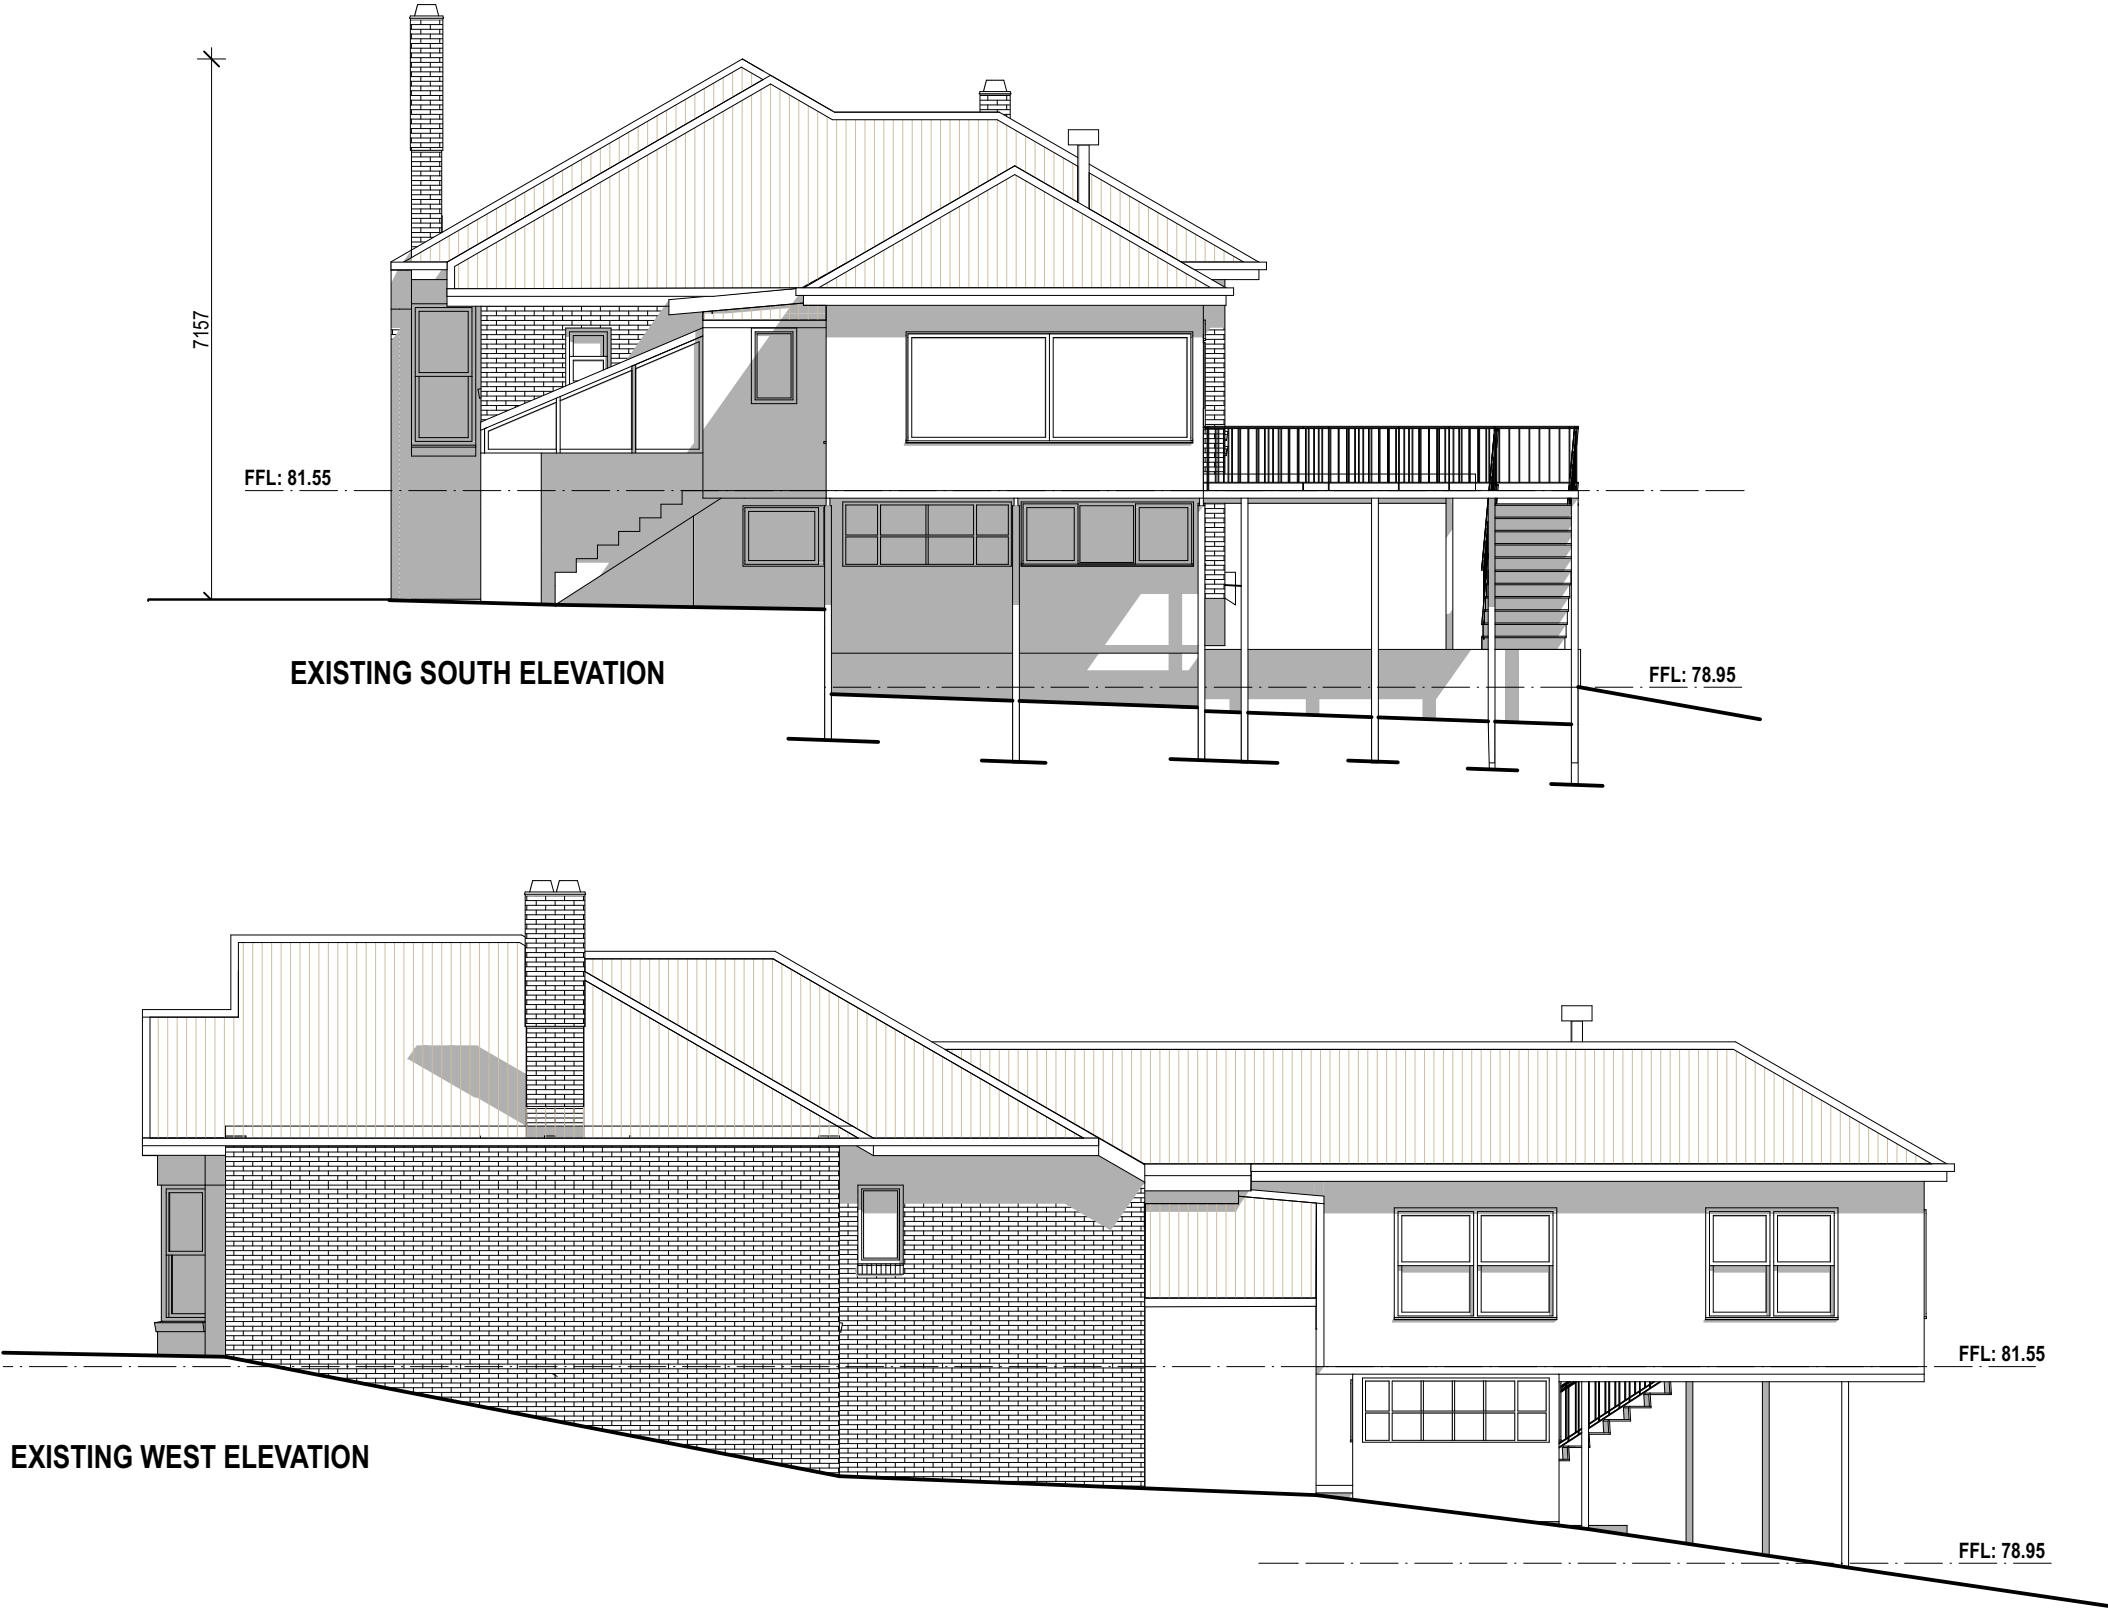 7157
FFL: 81.55
EXISTING SOUTH ELEVATION
FFL: 78.95
FFL: 81.55
EXISTING WEST ELEVATION
FFL: 78.95